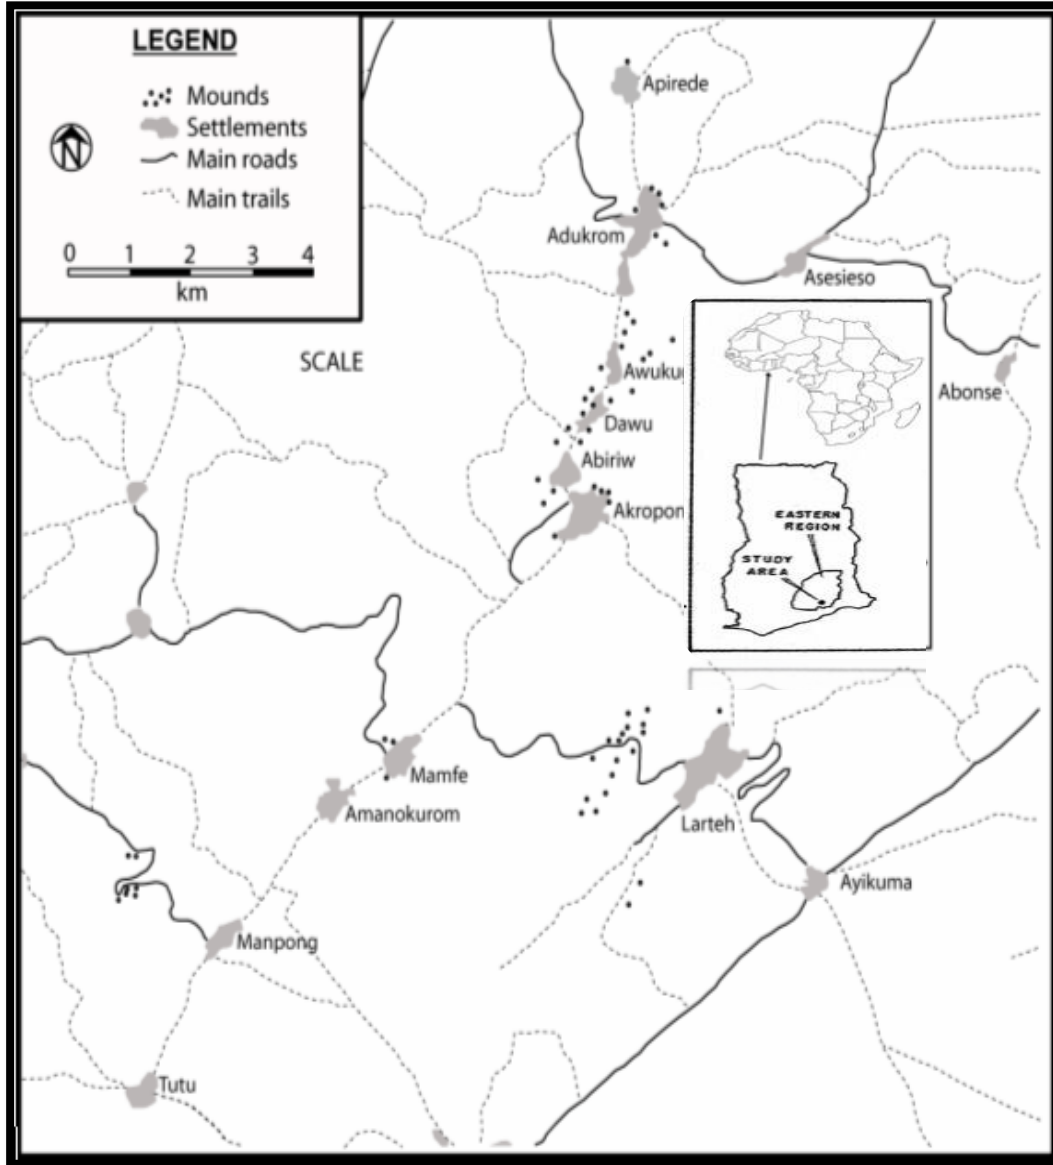 LEGEND
Mounds
Settlements
Main roads
Main trails
N
0 1 2 3 4
km
SCALE
Apirede
Adukrom
Asesieso
Abonse
Awuku
Dawu
Abiriw
Akropon
EASTERN
REGION
STUDY
AREA
Mamfe
Amanokurom
Larteh
Ayikuma
Manpong
Tutu